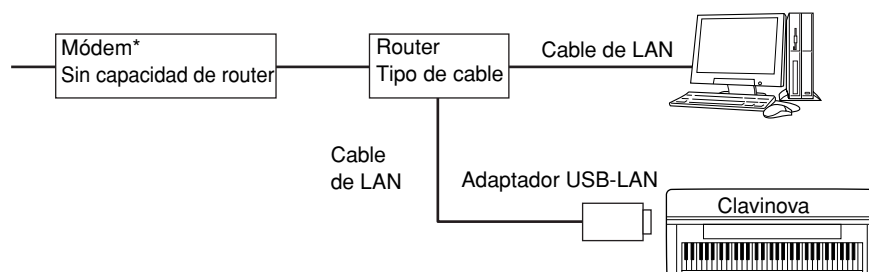 Módem*
Sin capacidad de router
Router
Tipo de cable
Cable de LAN
Cable
de LAN
Adaptador USB-LAN
Clavinova